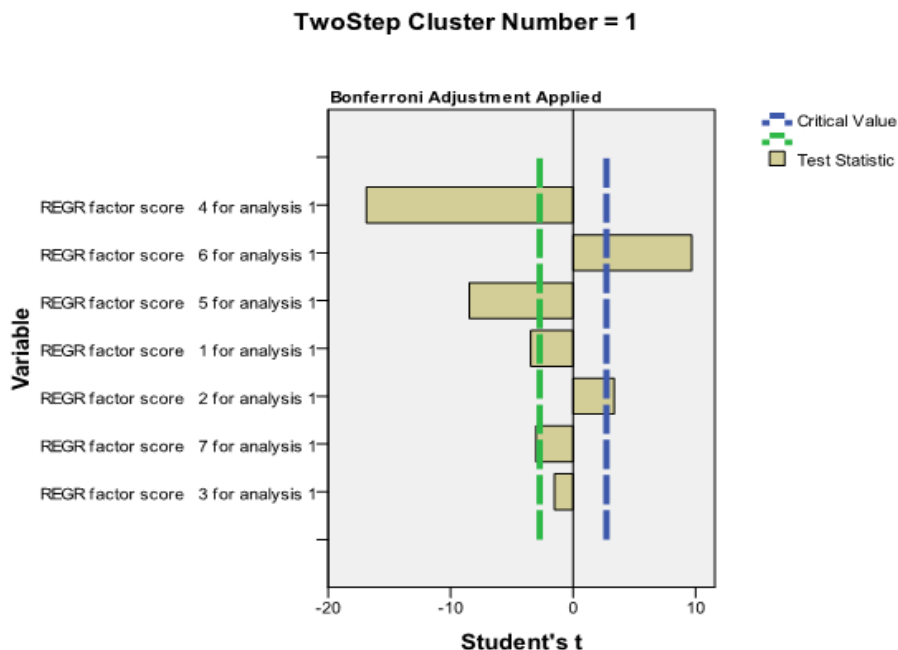 TwoStep Cluster Number = 1
Bonferroni Adjustment Applied
Critical Value
Test Statistic
Variable
REGR factor score 4 for analysis 1
REGR factor score 6 for analysis 1
REGR factor score 5 for analysis 1
REGR factor score 1 for analysis 1
REGR factor score 2 for analysis 1
REGR factor score 7 for analysis 1
REGR factor score 3 for analysis 1
-20 -10 0 10
Student's t